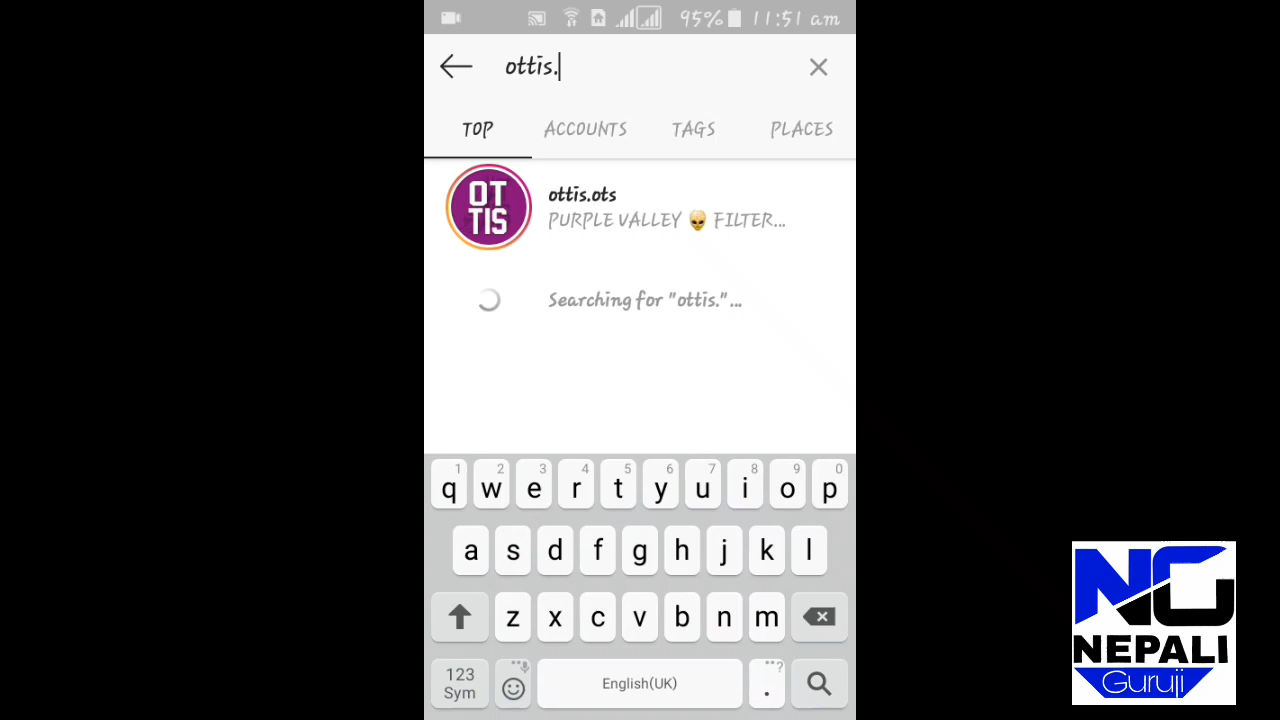 95% 11:51 am
ottis.
TOP ACCOUNTS TAGS PLACES
OT
TIS
ottis.ots
PURPLE VALLEY 👽 FILTER...
Searching for "ottis."...
1 2 3 4 5 6 7 8 9 0
q w e r t y u i o p
a s d f g h j k l
z x c v b n m
123
Sym
English(UK)
. ?
NG
NEPALI
Guruji